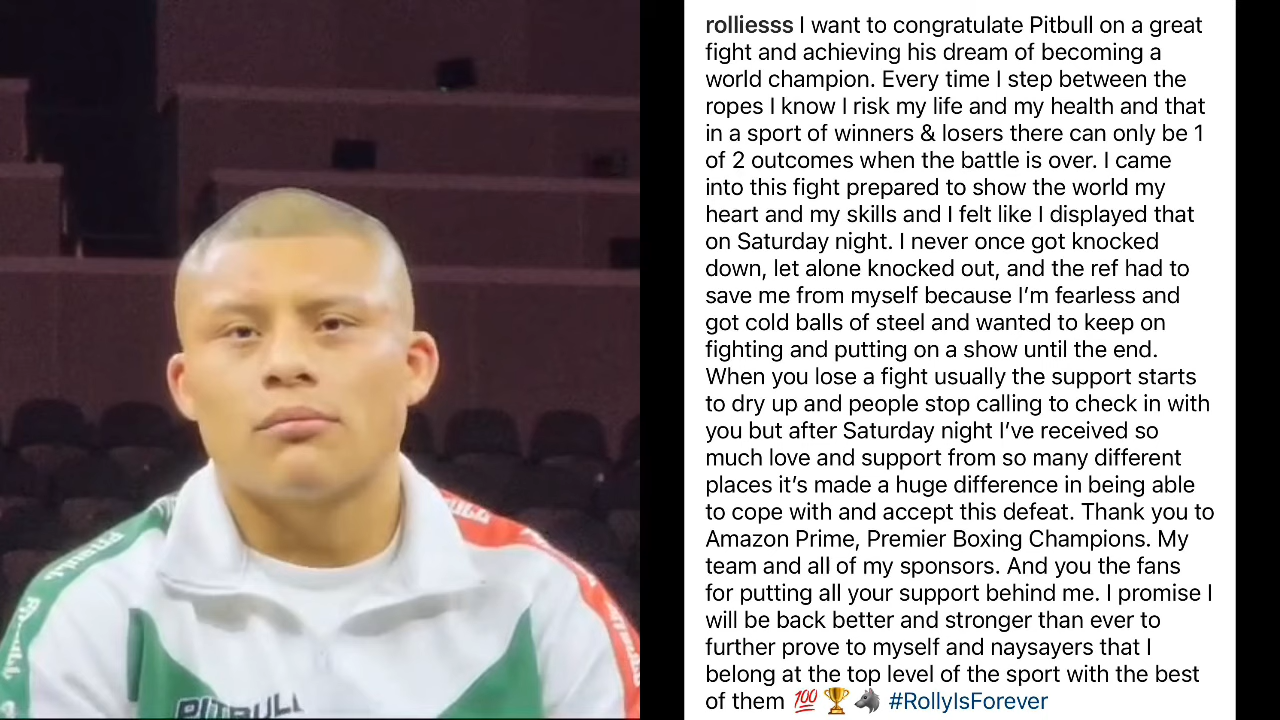 rolliesss I want to congratulate Pitbull on a great
fight and achieving his dream of becoming a
world champion. Every time I step between the
ropes I know I risk my life and my health and that
in a sport of winners & losers there can only be 1
of 2 outcomes when the battle is over. I came
into this fight prepared to show the world my
heart and my skills and I felt like I displayed that
on Saturday night. I never once got knocked
down, let alone knocked out, and the ref had to
save me from myself because I’m fearless and
got cold balls of steel and wanted to keep on
fighting and putting on a show until the end.
When you lose a fight usually the support starts
to dry up and people stop calling to check in with
you but after Saturday night I’ve received so
much love and support from so many different
places it’s made a huge difference in being able
to cope with and accept this defeat. Thank you to
Amazon Prime, Premier Boxing Champions. My
team and all of my sponsors. And you the fans
for putting all your support behind me. I promise I
will be back better and stronger than ever to
further prove to myself and naysayers that I
belong at the top level of the sport with the best
of them 💯🏆🐺 #RollyIsForever
PITBULL
PITBULL
PITBULL